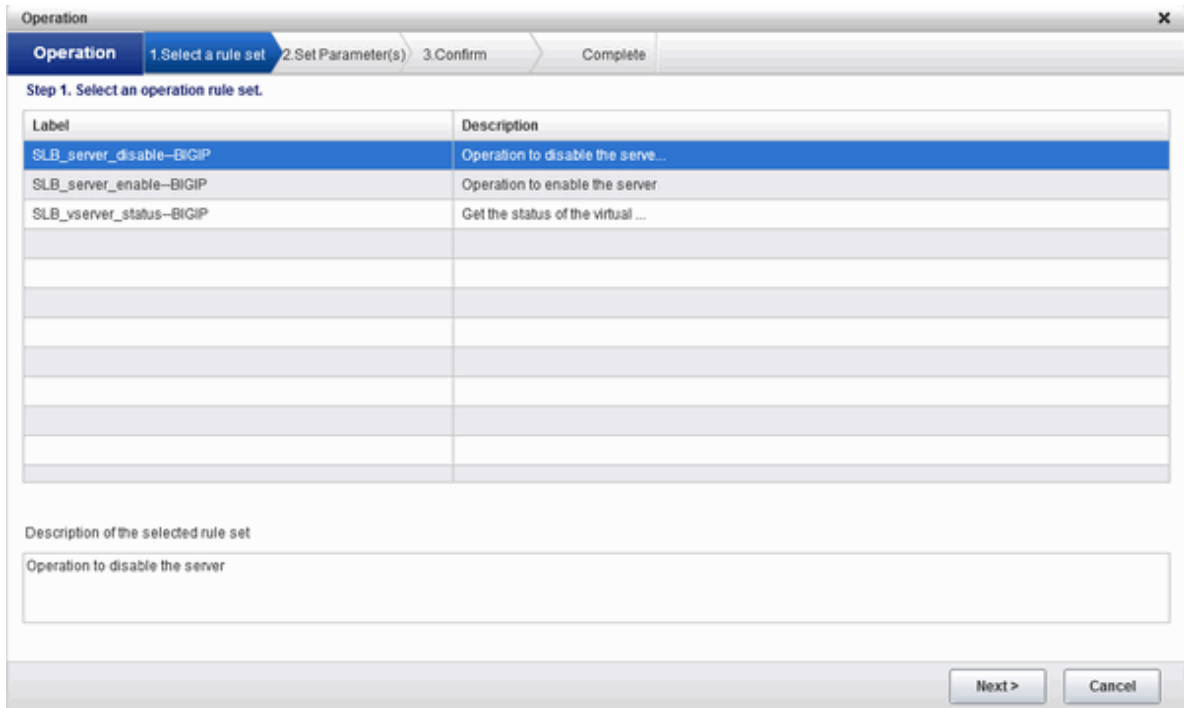 Operation
Operation 1.Select a rule set 2.Set Parameter(s) 3.Confirm Complete
Step 1. Select an operation rule set.
Label Description
SLB_server_disable--BIGIP Operation to disable the serve...
SLB_server_enable--BIGIP Operation to enable the server
SLB_vserver_status--BIGIP Get the status of the virtual ...
Description of the selected rule set
Operation to disable the server
Next > Cancel